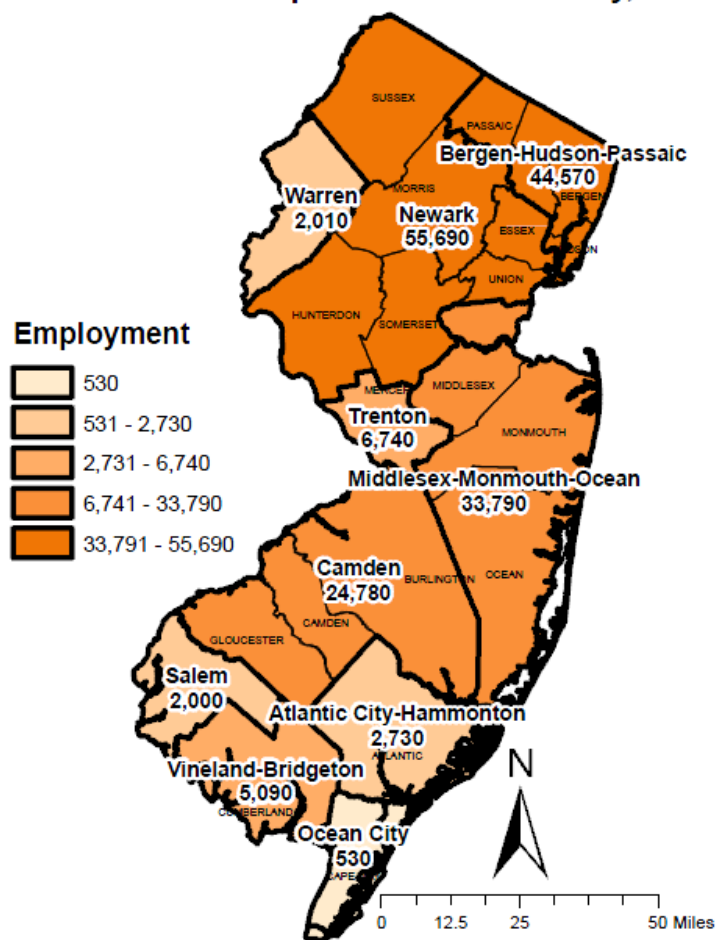 SUSSEX
PASSAIC
Bergen-Hudson-Passaic
44,570
BERGEN
Warren
2,010
MORRIS
Newark
55,690
ESSEX
UNION
HUNTERDON
SOMERSET
Employment
530
531 - 2,730
2,731 - 6,740
6,741 - 33,790
33,791 - 55,690
MIDDLESEX
Trenton
6,740
MONMOUTH
Middlesex-Monmouth-Ocean
33,790
Camden
24,780
BURLINGTON
OCEAN
CAMDEN
GLOUCESTER
Salem
2,000
Atlantic City-Hammonton
2,730
ATLANTIC
Vineland-Bridgeton
5,090
CUMBERLAND
Ocean City
530
N
0 12.5 25 50 Miles